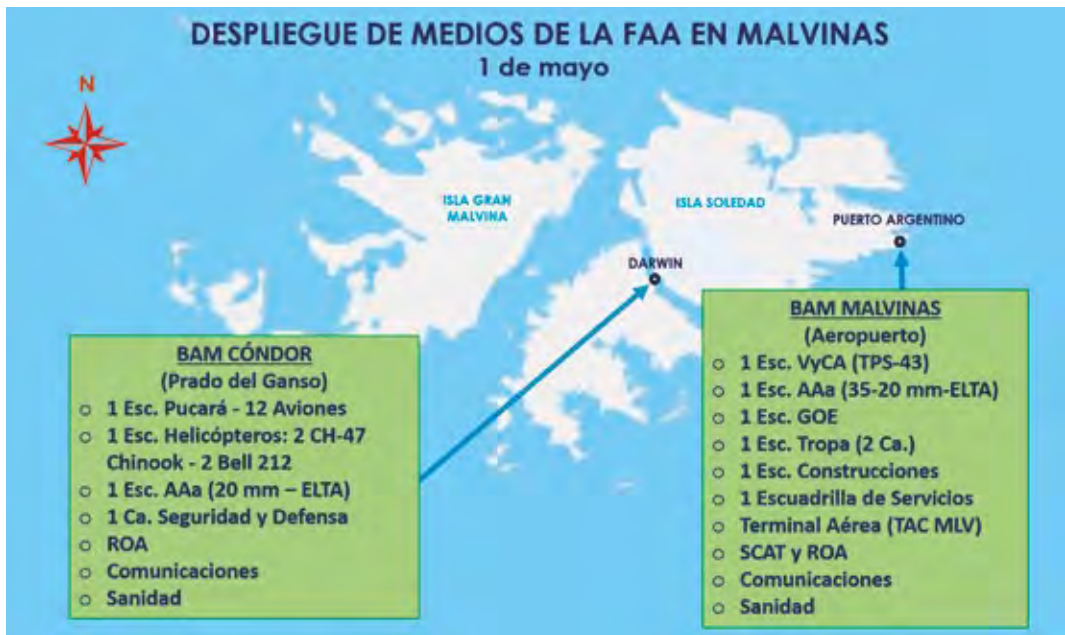 DESPLIEGUE DE MEDIOS DE LA FAA EN MALVINAS
1 de mayo
N
ISLA GRAN
MALVINA
ISLA SOLEDAD
PUERTO ARGENTINO
DARWIN
BAM CÓNDOR
(Prado del Ganso)
○ 1 Esc. Pucará - 12 Aviones
○ 1 Esc. Helicópteros: 2 CH-47
Chinook - 2 Bell 212
○ 1 Esc. AAa (20 mm – ELTA)
○ 1 Ca. Seguridad y Defensa
○ ROA
○ Comunicaciones
○ Sanidad
BAM MALVINAS
(Aeropuerto)
○ 1 Esc. VyCA (TPS-43)
○ 1 Esc. AAa (35-20 mm-ELTA)
○ 1 Esc. GOE
○ 1 Esc. Tropa (2 Ca.)
○ 1 Esc. Construcciones
○ 1 Escuadrilla de Servicios
○ Terminal Aérea (TAC MLV)
○ SCAT y ROA
○ Comunicaciones
○ Sanidad